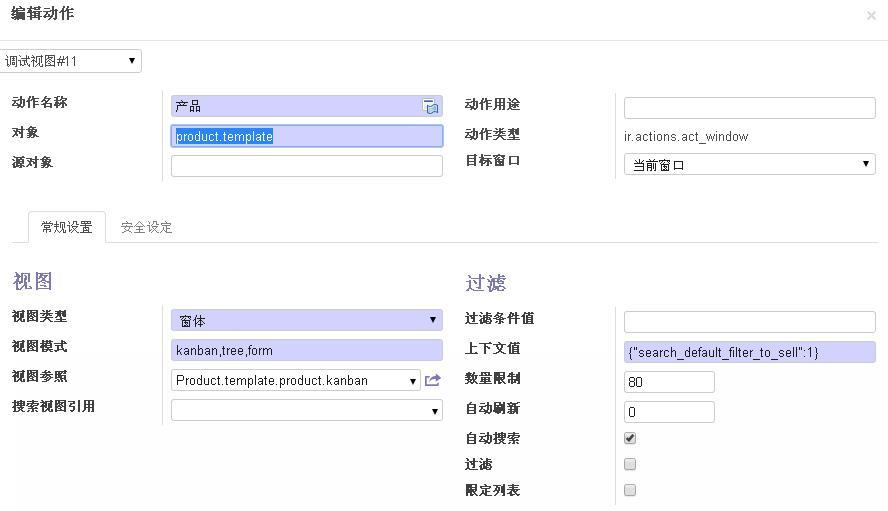 编辑动作 ×
调试视图#11
动作名称 产品
对象 product.template
源对象
动作用途
动作类型 ir.actions.act_window
目标窗口 当前窗口
常规设置 安全设定
视图
视图类型 窗体
视图模式 kanban,tree,form
视图参照 Product.template.product.kanban
搜索视图引用
过滤
过滤条件值
上下文值 {"search_default_filter_to_sell":1}
数量限制 80
自动刷新 0
自动搜索
过滤
限定列表